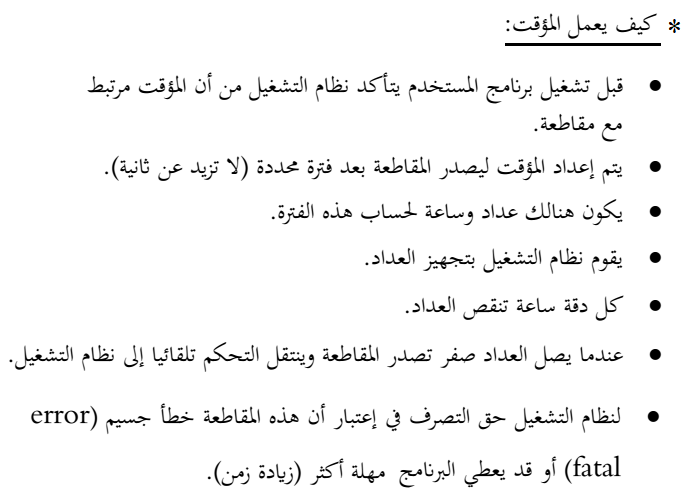 * كيف يعمل المؤقت:
● قبل تشغيل برنامج المستخدم يتأكد نظام التشغيل من أن المؤقت مرتبط
مع مقاطعة.
● يتم إعداد المؤقت ليصدر المقاطعة بعد فترة محددة (لا تزيد عن ثانية).
● يكون هنالك عداد وساعة لحساب هذه الفترة.
● يقوم نظام التشغيل بتجهيز العداد.
● كل دقة ساعة تنقص العداد.
● عندما يصل العداد صفر تصدر المقاطعة وينتقل التحكم تلقائيا إلى نظام التشغيل.
● لنظام التشغيل حق التصرف في إعتبار أن هذه المقاطعة خطأ جسيم (error
fatal) أو قد يعطي البرنامج مهلة أكثر (زيادة زمن).